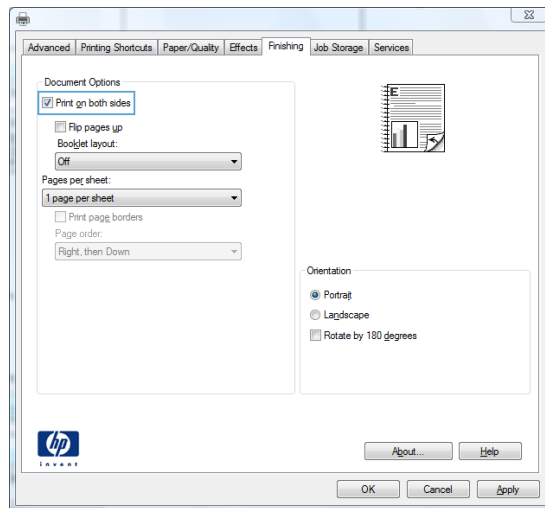 Advanced Printing Shortcuts Paper/Quality Effects Finishing Job Storage Services
Document Options
Print on both sides
Flip pages up
Booklet layout:
Off
Pages per sheet:
1 page per sheet
Print page borders
Page order:
Right, then Down
E
Orientation
Portrait
Landscape
Rotate by 180 degrees
hp
invent
About... Help
OK Cancel Apply